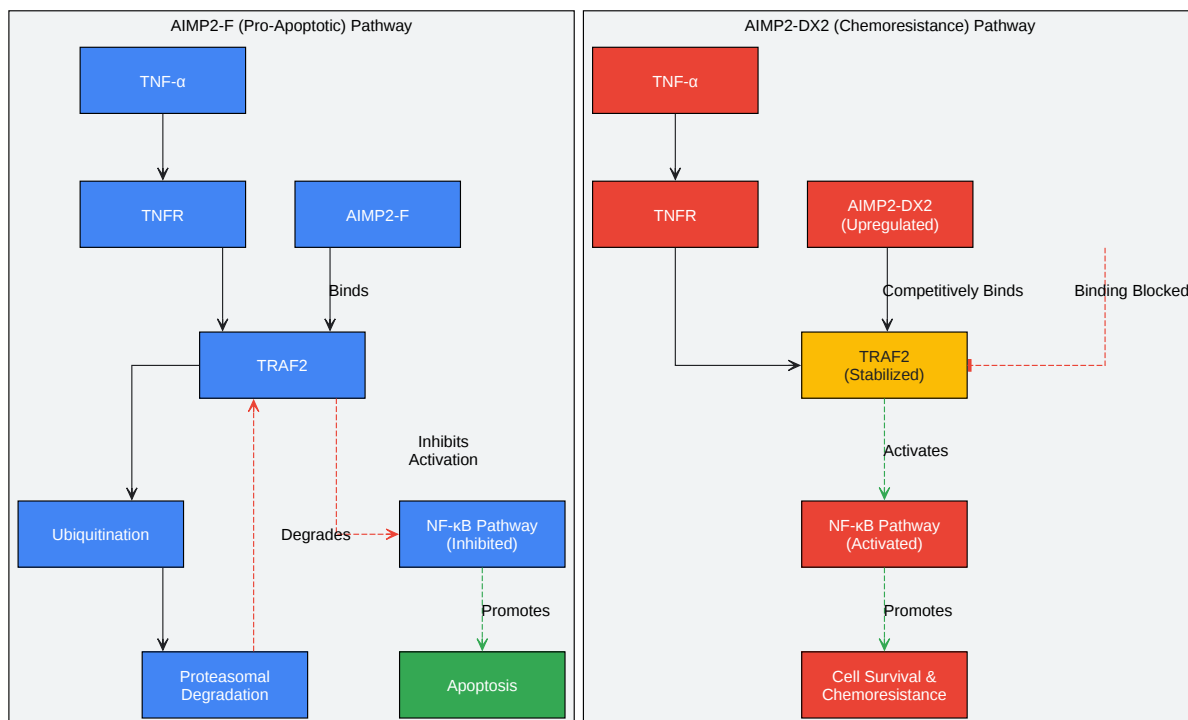 AIMP2-F (Pro-Apoptotic) Pathway
TNF-α
TNFR
AIMP2-F
Binds
TRAF2
Inhibits
Activation
Ubiquitination
Degrades
NF-κB Pathway
(Inhibited)
Promotes
Proteasomal
Degradation
Apoptosis
AIMP2-DX2 (Chemoresistance) Pathway
TNF-α
TNFR
AIMP2-DX2
(Upregulated)
Competitively Binds
Binding Blocked
TRAF2
(Stabilized)
Activates
NF-κB Pathway
(Activated)
Promotes
Cell Survival &
Chemoresistance